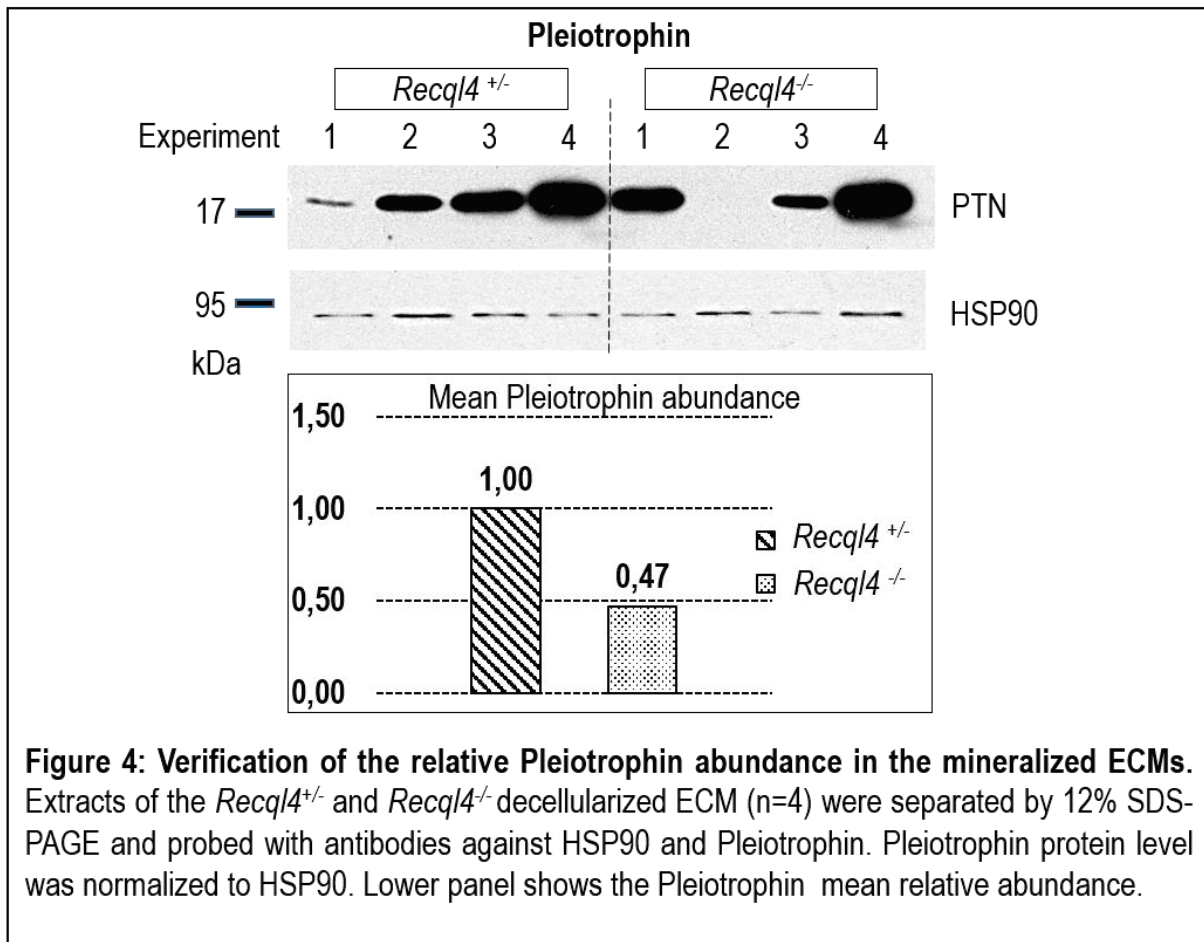 Pleiotrophin
Recql4 +/- Recql4-/-
Experiment 1 2 3 4 1 2 3 4
17 PTN
95 HSP90
kDa
Mean Pleiotrophin abundance
1,50
1,00
1,00
0,50
0,47
0,00
Recql4 +/-
Recql4 -/-
Figure 4: Verification of the relative Pleiotrophin abundance in the mineralized ECMs.
Extracts of the Recql4+/- and Recql4-/- decellularized ECM (n=4) were separated by 12% SDS-
PAGE and probed with antibodies against HSP90 and Pleiotrophin. Pleiotrophin protein level
was normalized to HSP90. Lower panel shows the Pleiotrophin mean relative abundance.